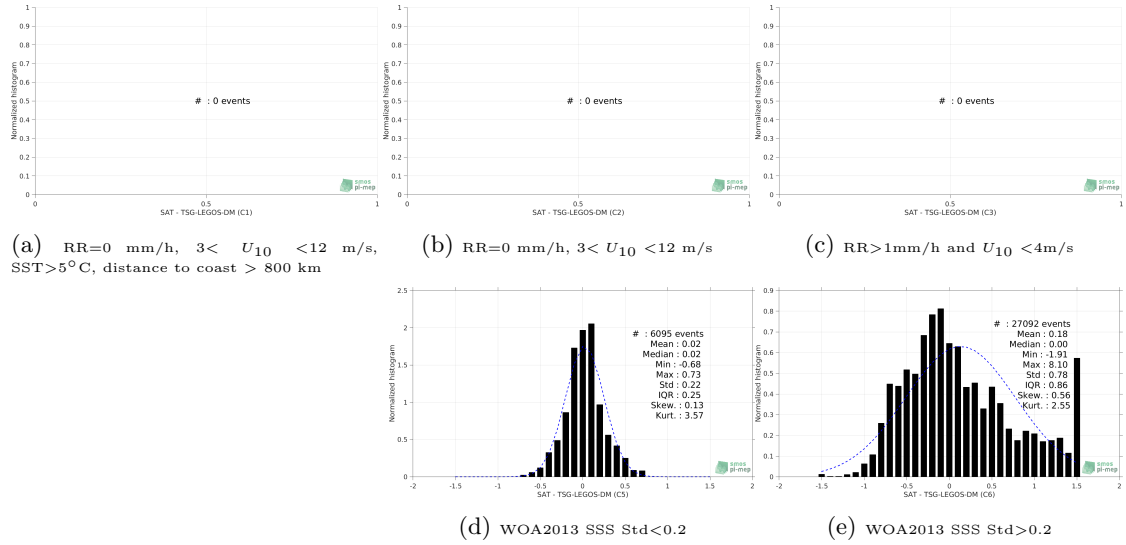 1
0.9
0.8
0.7
0.6
0.5
0.4
0.3
0.2
0.1
0
Normalized histogram
# : 0 events
smos
pi-mep
0 0.5 1
SAT - TSG-LEGOS-DM (C1)
(a) RR=0 mm/h, 3< U10 <12 m/s,
SST>5°C, distance to coast > 800 km
1
0.9
0.8
0.7
0.6
0.5
0.4
0.3
0.2
0.1
0
Normalized histogram
# : 0 events
smos
pi-mep
0 0.5 1
SAT - TSG-LEGOS-DM (C2)
(b) RR=0 mm/h, 3< U10 <12 m/s
1
0.9
0.8
0.7
0.6
0.5
0.4
0.3
0.2
0.1
0
Normalized histogram
# : 0 events
smos
pi-mep
0 0.5 1
SAT - TSG-LEGOS-DM (C3)
(c) RR>1mm/h and U10 <4m/s
2.5
2
1.5
1
0.5
0
Normalized histogram
# : 6095 events
Mean : 0.02
Median : 0.02
Min : -0.68
Max : 0.73
Std : 0.22
IQR : 0.25
Skew. : 0.13
Kurt. : 3.57
smos
pi-mep
-2 -1.5 -1 -0.5 0 0.5 1 1.5 2
SAT - TSG-LEGOS-DM (C5)
(d) WOA2013 SSS Std<0.2
0.9
0.8
0.7
0.6
0.5
0.4
0.3
0.2
0.1
0
Normalized histogram
# : 27092 events
Mean : 0.18
Median : 0.00
Min : -1.91
Max : 8.10
Std : 0.78
IQR : 0.86
Skew. : 0.56
Kurt. : 2.55
smos
pi-mep
-2 -1.5 -1 -0.5 0 0.5 1 1.5 2
SAT - TSG-LEGOS-DM (C6)
(e) WOA2013 SSS Std>0.2